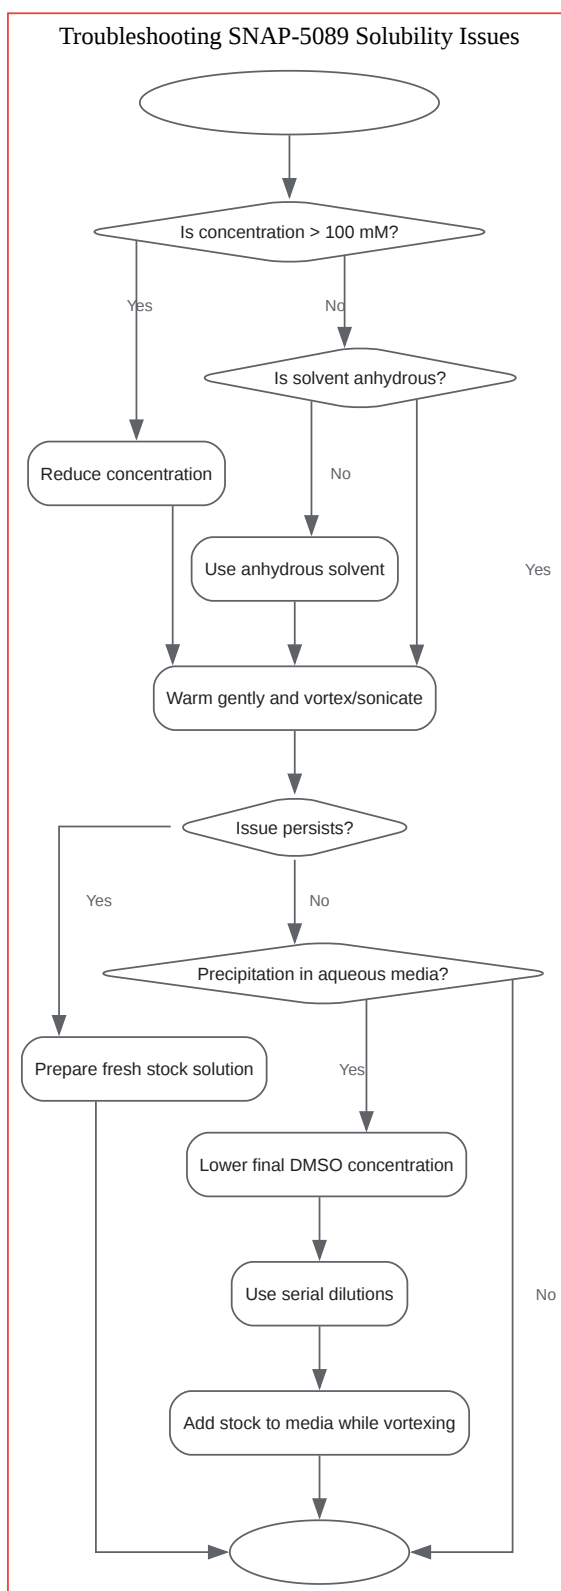 Troubleshooting SNAP-5089 Solubility Issues
Is concentration > 100 mM?
Yes
No
Is solvent anhydrous?
Reduce concentration
No
Use anhydrous solvent
Yes
Warm gently and vortex/sonicate
Issue persists?
Yes
No
Precipitation in aqueous media?
Prepare fresh stock solution
Yes
Lower final DMSO concentration
Use serial dilutions
No
Add stock to media while vortexing